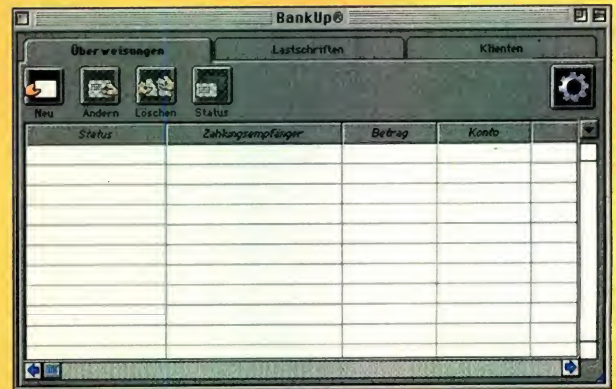 BankUp®
Überweisungen Lastschriften Klienten
Neu Ändern Löschen Status
Status Zahlungsempfänger Betrag Konto